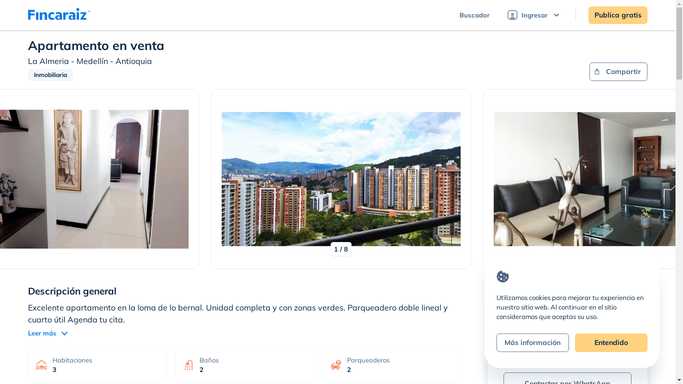 Fincaraiz
Buscador
Ingresar
Publica gratis
Apartamento en venta
La Almeria - Medellín - Antioquia
Inmobiliaria
Compartir
1 / 8
Descripción general
Excelente apartamento en la loma de lo bernal. Unidad completa y con zonas verdes. Parqueadero doble lineal y
cuarto útil Agenda tu cita.
Leer más
Habitaciones
3
Baños
2
Parqueaderos
2
Utilizamos cookies para mejorar tu experiencia en
nuestro sitio web. Al continuar en el sitio
consideramos que aceptas su uso.
Más información
Entendido
Contactar por WhatsApp